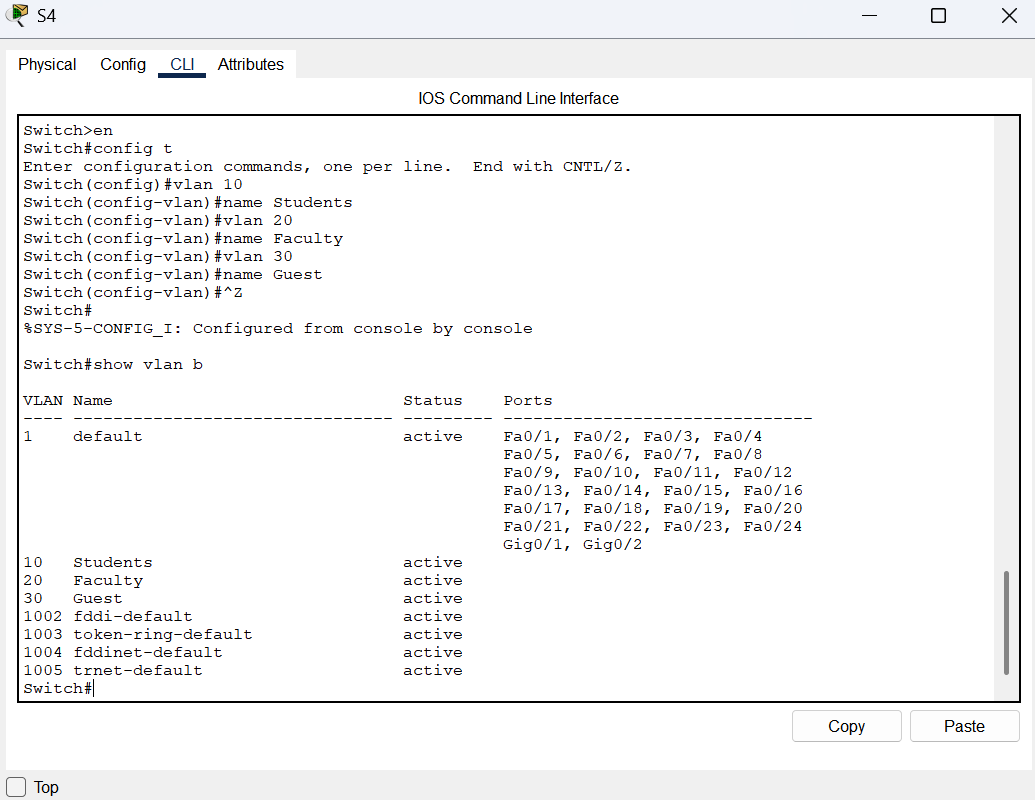 S4
Physical Config CLI Attributes
IOS Command Line Interface
Switch>en
Switch#config t
Enter configuration commands, one per line.  End with CNTL/Z.
Switch(config)#vlan 10
Switch(config-vlan)#name Students
Switch(config-vlan)#vlan 20
Switch(config-vlan)#name Faculty
Switch(config-vlan)#vlan 30
Switch(config-vlan)#name Guest
Switch(config-vlan)#^Z
Switch#
%SYS-5-CONFIG_I: Configured from console by console
Switch#show vlan b
VLAN Name                             Status    Ports
---- -------------------------------- --------- -------------------------------
1    default                          active    Fa0/1, Fa0/2, Fa0/3, Fa0/4
                                                Fa0/5, Fa0/6, Fa0/7, Fa0/8
                                                Fa0/9, Fa0/10, Fa0/11, Fa0/12
                                                Fa0/13, Fa0/14, Fa0/15, Fa0/16
                                                Fa0/17, Fa0/18, Fa0/19, Fa0/20
                                                Fa0/21, Fa0/22, Fa0/23, Fa0/24
                                                Gig0/1, Gig0/2
10   Students                         active
20   Faculty                          active
30   Guest                            active
1002 fddi-default                     active
1003 token-ring-default               active
1004 fddinet-default                  active
1005 trnet-default                    active
Switch#
Copy Paste
Top